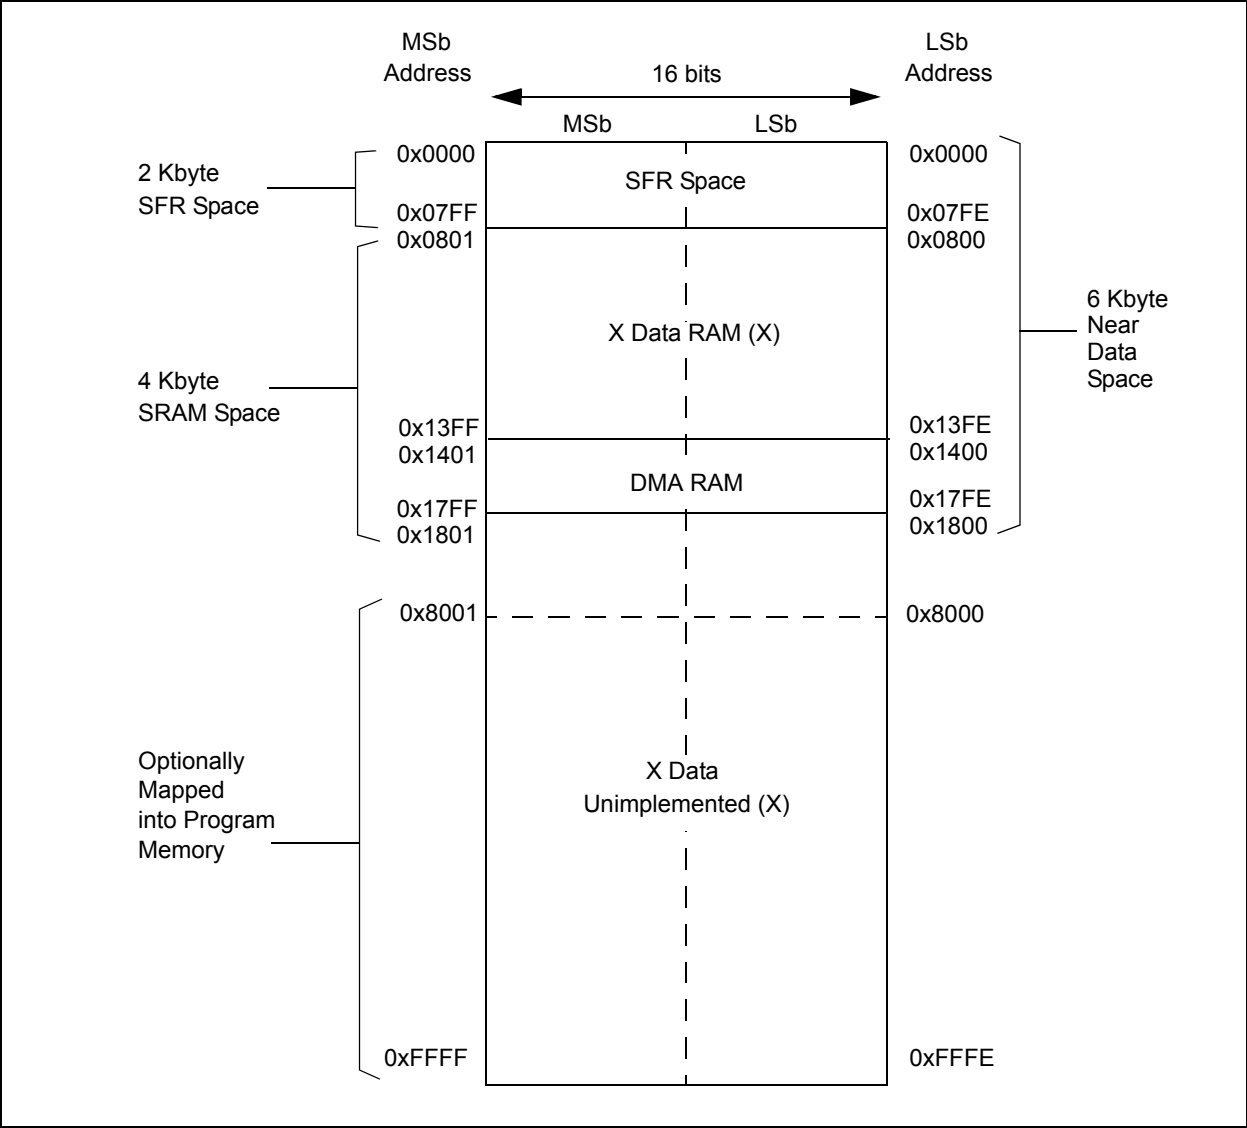 MSb
Address
LSb
Address
16 bits
MSb
LSb
2 Kbyte
SFR Space
0x0000
SFR Space
0x0000
0x07FF
0x07FE
0x0801
0x0800
4 Kbyte
SRAM Space
X Data RAM (X)
6 Kbyte
Near
Data
Space
0x13FF
0x13FE
0x1401
0x1400
DMA RAM
0x17FF
0x17FE
0x1801
0x1800
0x8001
0x8000
Optionally
Mapped
into Program
Memory
X Data
Unimplemented (X)
0xFFFF
0xFFFE